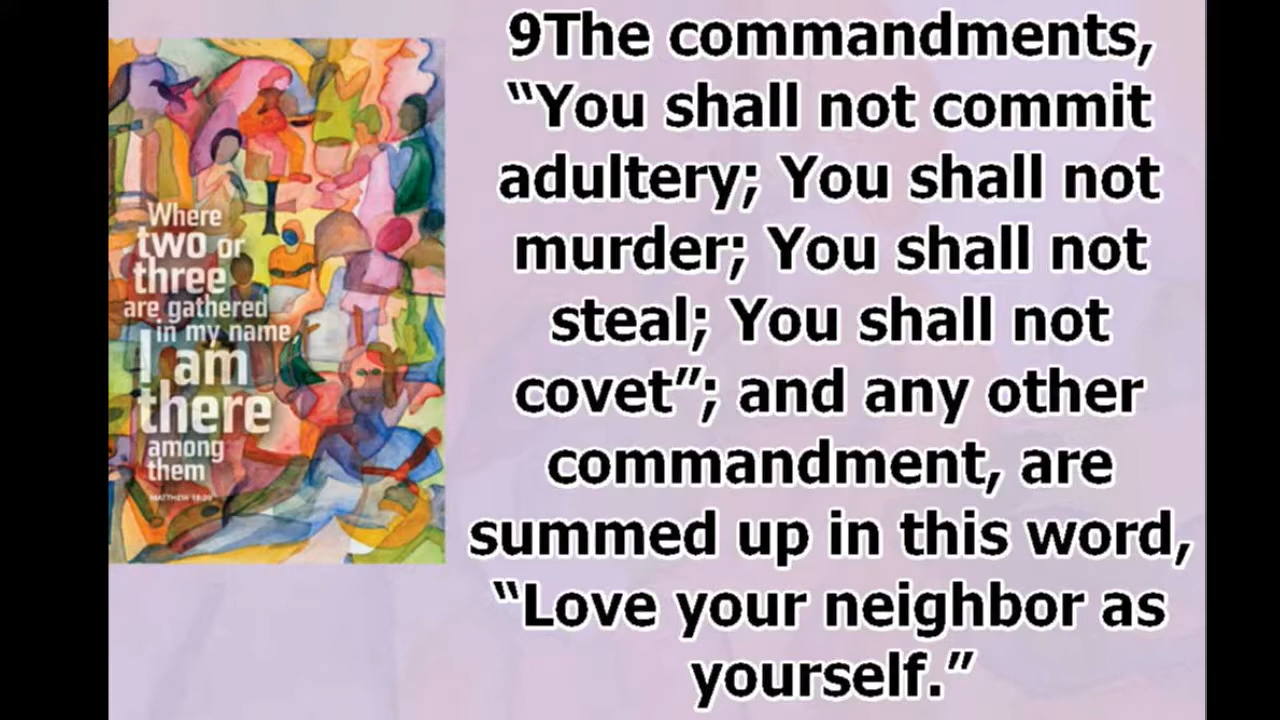 Where
two or
three
are gathered
in my name,
I am
there
among
them
MATTHEW 18:20
9The commandments,
“You shall not commit
adultery; You shall not
murder; You shall not
steal; You shall not
covet”; and any other
commandment, are
summed up in this word,
“Love your neighbor as
yourself.”